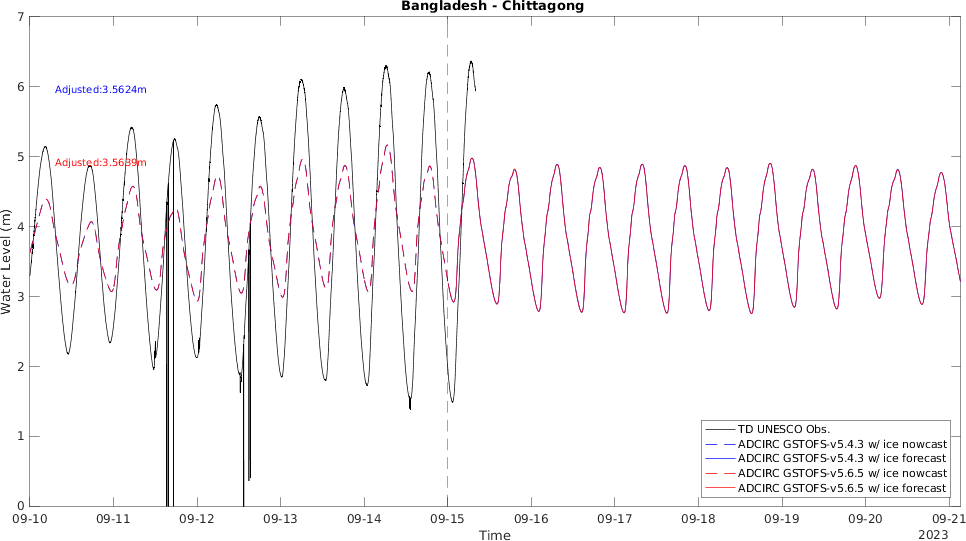 Bangladesh - Chittagong
7
6
5
4
3
2
1
0
Water Level (m)
Adjusted:3.5624m
Adjusted:3.5639m
TD UNESCO Obs.
ADCIRC GSTOFS-v5.4.3 w/ ice nowcast
ADCIRC GSTOFS-v5.4.3 w/ ice forecast
ADCIRC GSTOFS-v5.6.5 w/ ice nowcast
ADCIRC GSTOFS-v5.6.5 w/ ice forecast
09-10 09-11 09-12 09-13 09-14 09-15 09-16 09-17 09-18 09-19 09-20 09-21
Time
2023